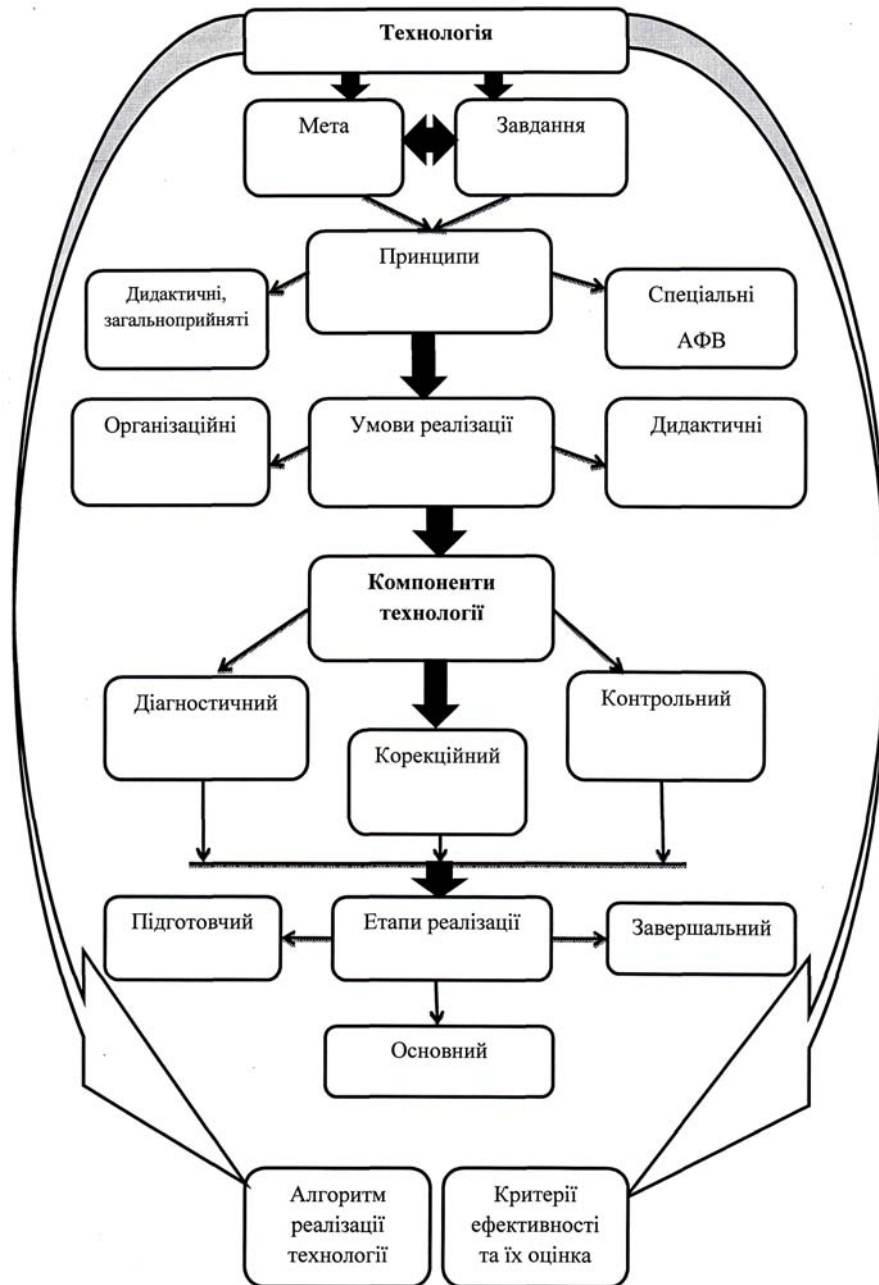 Технологія
Мета
Завдання
Принципи
Дидактичні,
загальноприйняті
Спеціальні
АФВ
Організаційні
Умови реалізації
Дидактичні
Компоненти
технології
Діагностичний
Корекційний
Контрольний
Підготовчий
Етапи реалізації
Завершальний
Основний
Алгоритм
реалізації
технології
Критерії
ефективності
та їх оцінка